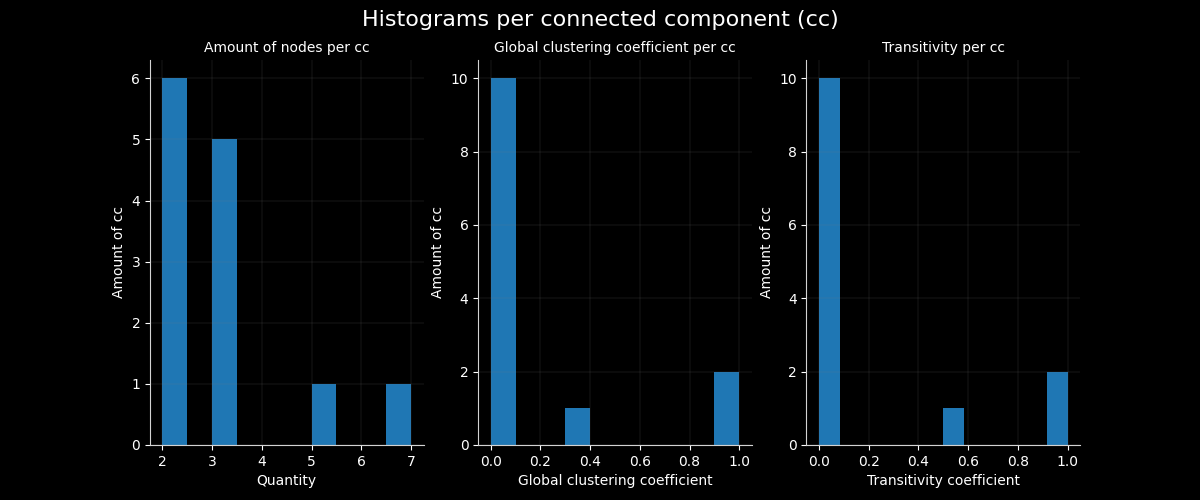 Histograms per connected component (cc)
Amount of nodes per cc
Amount of cc
6
5
4
3
2
1
0
2 3 4 5 6 7
Quantity
Global clustering coefficient per cc
Amount of cc
10
8
6
4
2
0
0.0 0.2 0.4 0.6 0.8 1.0
Global clustering coefficient
Transitivity per cc
Amount of cc
10
8
6
4
2
0
0.0 0.2 0.4 0.6 0.8 1.0
Transitivity coefficient